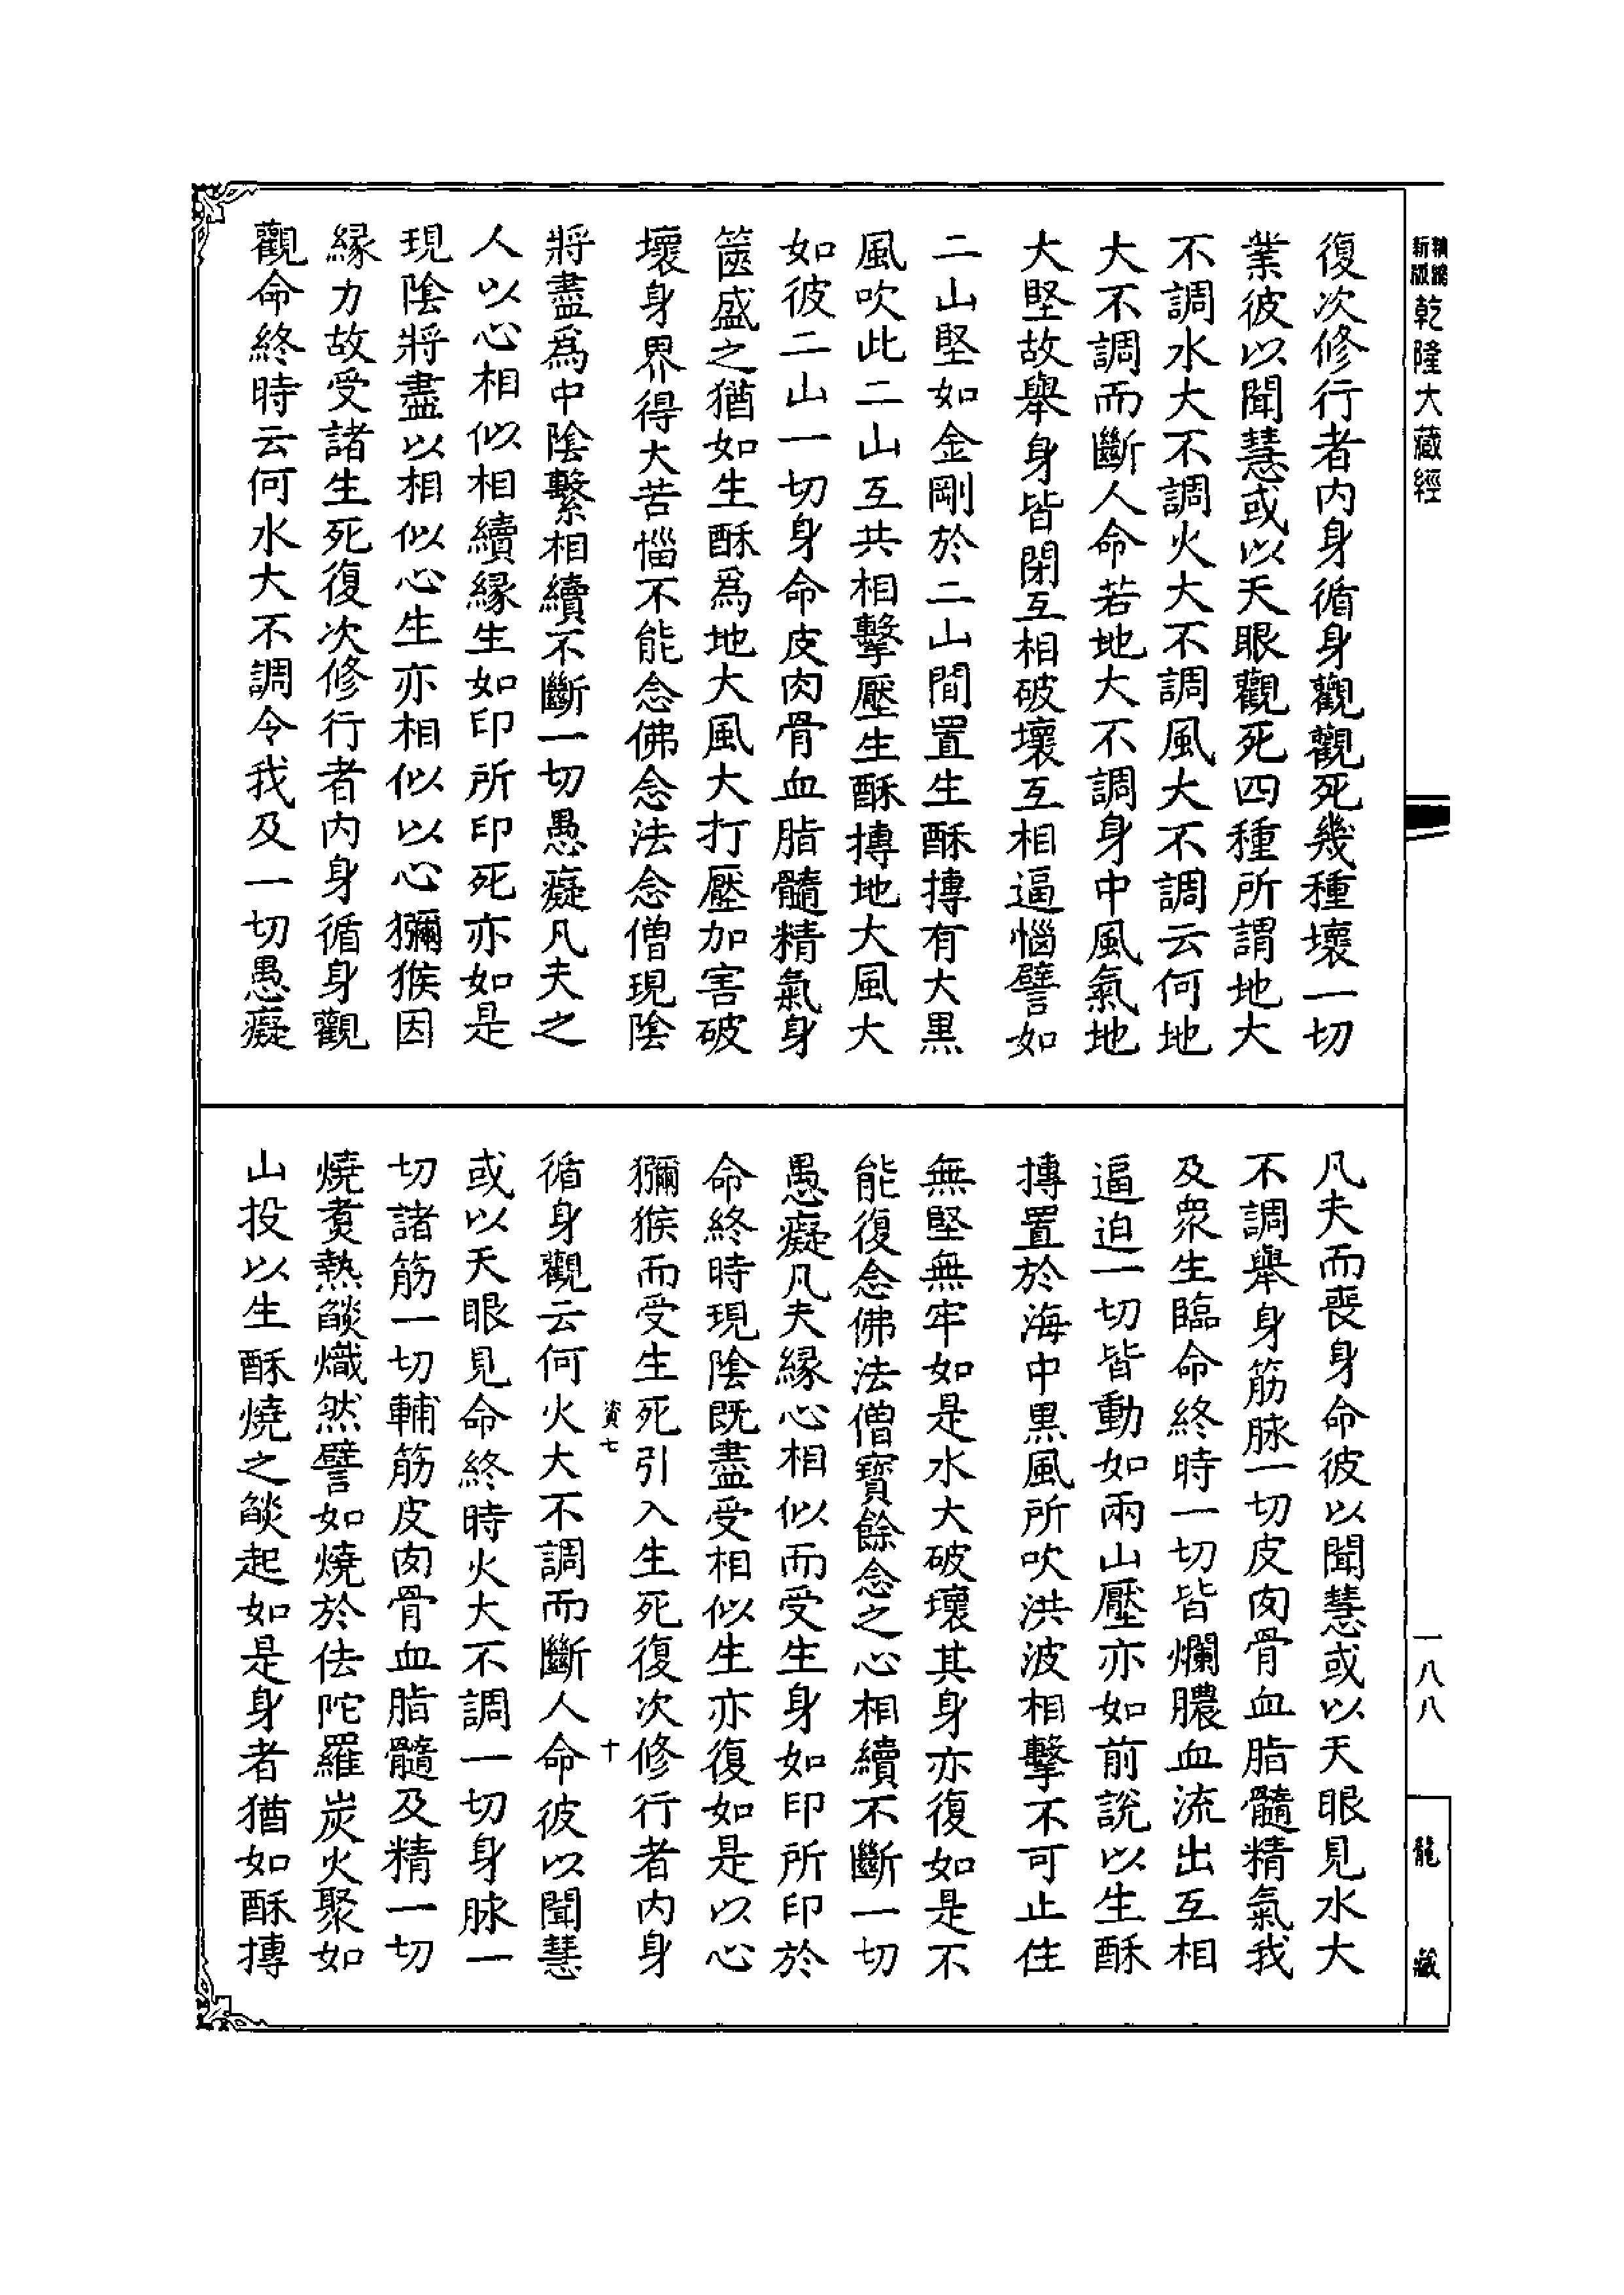 精縮
新版
乾隆大藏經
復次修行者内身循身觀觀死幾種壞一切
業彼以聞慧或以天眼觀死四種所謂地大
不調水大不調火大不調風大不調云何地
大不調而斷人命若地大不調身中風氣地
大堅故舉身皆閉互相破壞互相逼惱譬如
二山堅如金剛於二山間置生酥摶有大黑
風吹此二山互共相擊壓生酥摶地大風大
如彼二山一切身命皮肉骨血脂髓精氣身
篋盛之猶如生酥爲地大風大打壓加害破
壞身界得大苦惱不能念佛念法念僧現陰
將盡爲中陰繫相續不斷一切愚癡凡夫之
人以心相似相續緣生如印所印死亦如是
現陰將盡以相似心生亦相似以心獼猴因
緣力故受諸生死復次修行者内身循身觀
觀命終時云何水大不調令我及一切愚癡
凡夫而喪身命彼以聞慧或以天眼見水大
不調舉身筋脉一切皮肉骨血脂髓精氣我
及眾生臨命終時一切皆爛膿血流出互相
逼迫一切皆動如兩山壓亦如前說以生酥
摶置於海中黑風所吹洪波相擊不可止住
無堅無牢如是水大破壞其身亦復如是不
能復念佛法僧寶餘念之心相續不斷一切
愚癡凡夫緣心相似而受生身如印所印於
命終時現陰既盡受相似生亦復如是以心
獼猴而受生死引入生死復次修行者内身
資七 十
循身觀云何火大不調而斷人命彼以聞慧
或以天眼見命終時火大不調一切身脉一
切諸筋一切輔筋皮肉骨血脂髓及精一切
燒煑熱燄熾然譬如燒於佉陀羅炭火聚如
山投以生酥燒之燄起如是身者猶如酥摶
一八八
龍藏